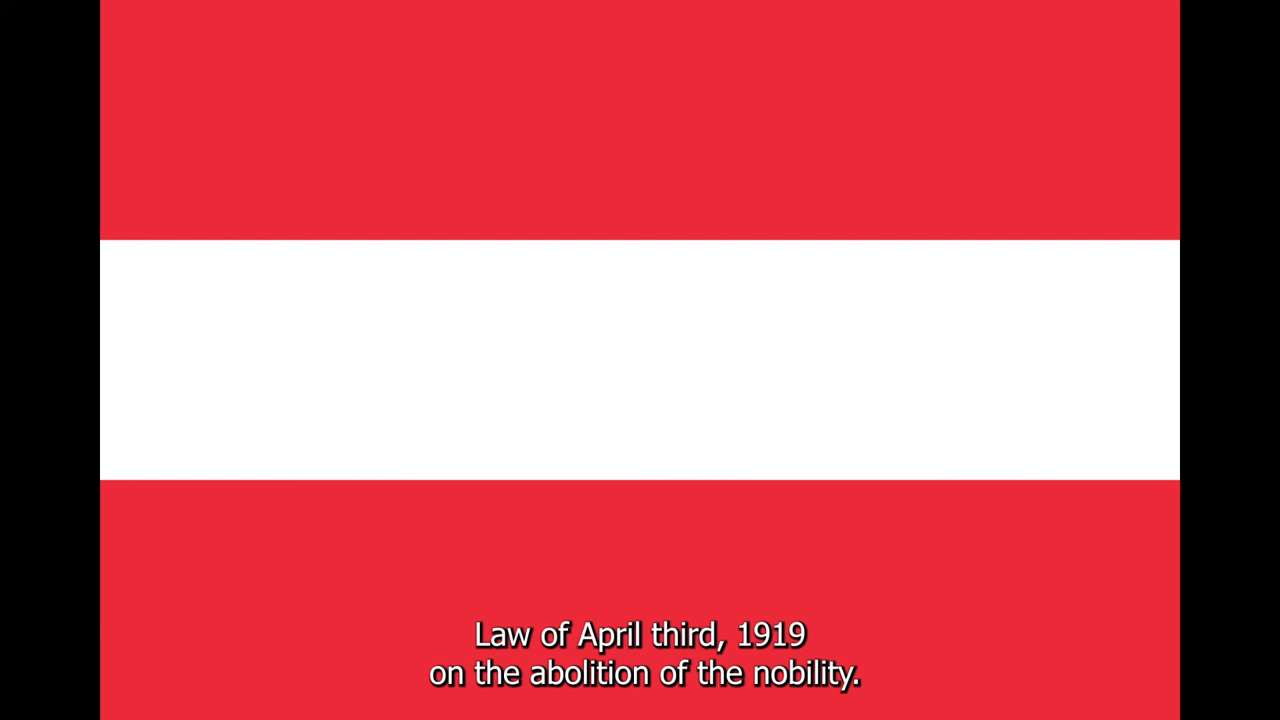 Law of April third, 1919
on the abolition of the nobility.